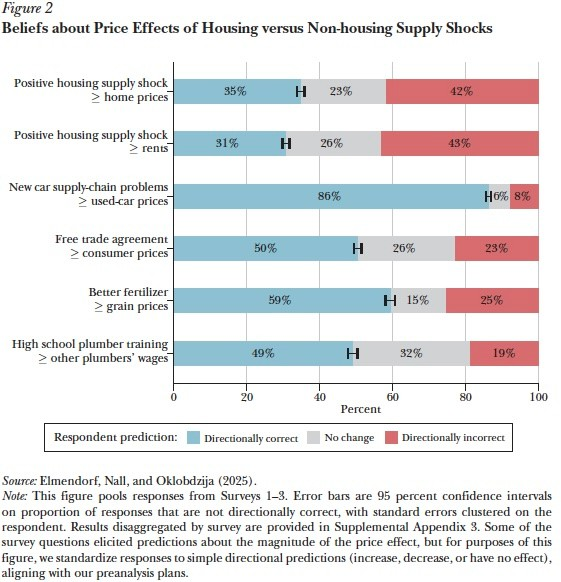 Figure 2
Beliefs about Price Effects of Housing versus Non-housing Supply Shocks
Positive housing supply shock
≥ home prices
35% 23% 42%
Positive housing supply shock
≥ rents
31% 26% 43%
New car supply-chain problems
≥ used-car prices
86% 6% 8%
Free trade agreement
≥ consumer prices
50% 26% 23%
Better fertilizer
≥ grain prices
59% 15% 25%
High school plumber training
≥ other plumbers' wages
49% 32% 19%
0 20 40 60 80 100
Percent
Respondent prediction: Directionally correct No change Directionally incorrect
Source: Elmendorf, Nall, and Oklobdzija (2025).
Note: This figure pools responses from Surveys 1–3. Error bars are 95 percent confidence intervals
on proportion of responses that are not directionally correct, with standard errors clustered on the
respondent. Results disaggregated by survey are provided in Supplemental Appendix 3. Some of the
survey questions elicited predictions about the magnitude of the price effect, but for purposes of this
figure, we standardize responses to simple directional predictions (increase, decrease, or have no effect),
aligning with our preanalysis plans.